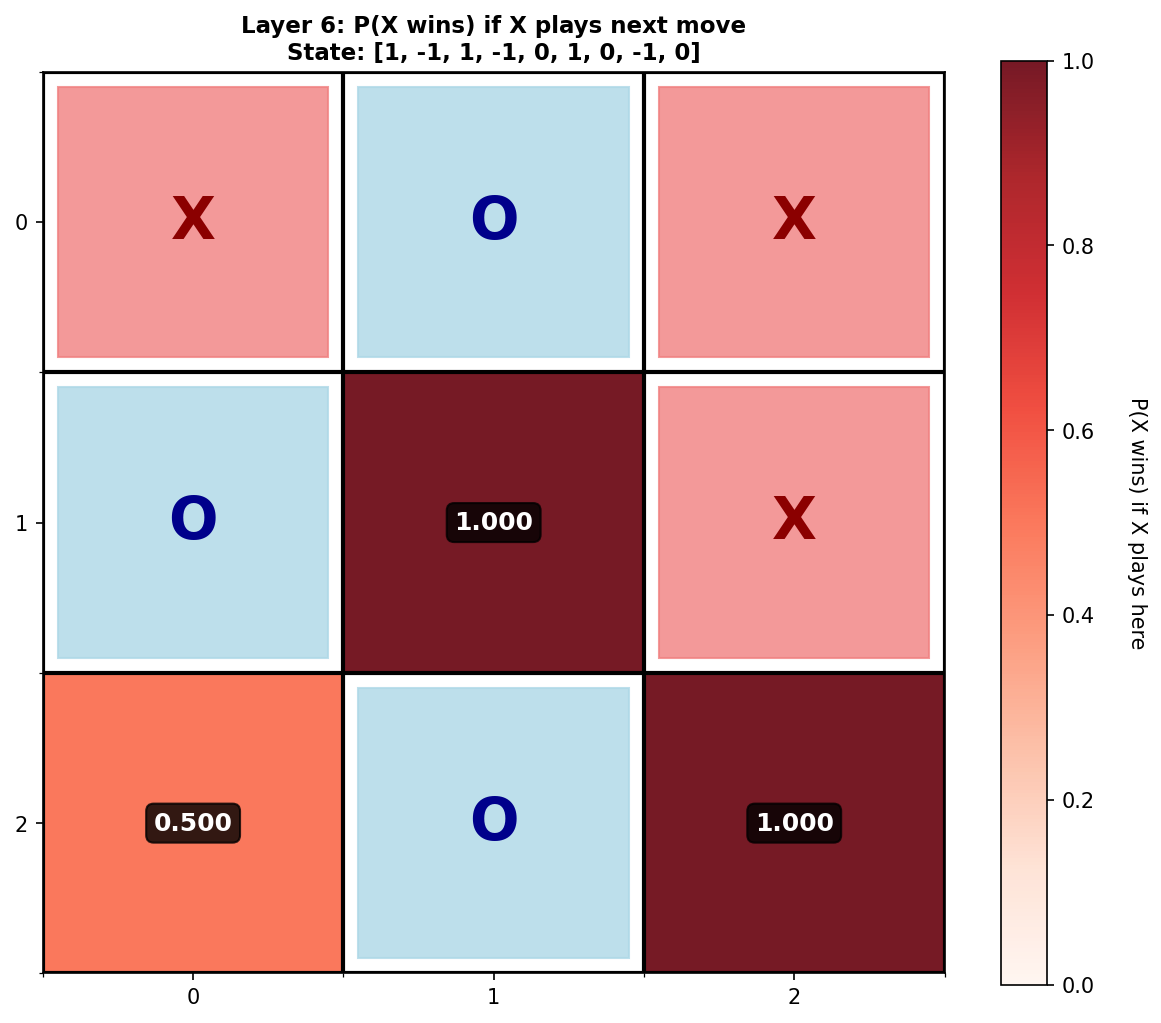 Layer 6: P(X wins) if X plays next move
State: [1, -1, 1, -1, 0, 1, 0, -1, 0]
0
X
O
X
1
O
1.000
X
2
0.500
O
1.000
0
1
2
1.0
0.8
0.6
0.4
0.2
0.0
P(X wins) if X plays here